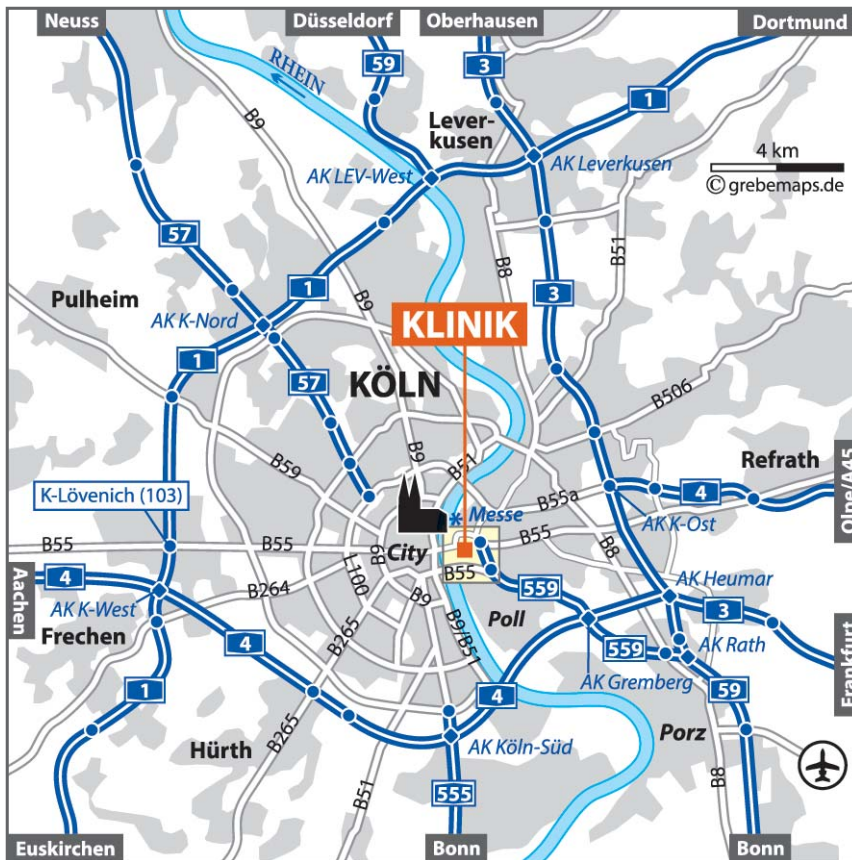 Neuss
Düsseldorf
Oberhausen
Dortmund
59
3
1
RHEIN
B9
Lever-
kusen
4 km
© grebemaps.de
AK LEV-West
AK Leverkusen
57
B8
B51
1
B9
3
Pulheim
AK K-Nord
KLINIK
1
57
KÖLN
B506
B9
B51
B59
Refrath
Olpe/A45
K-Lövenich (103)
B55a
4
Messe
AK K-Ost
B55
B55
B55
B9
City
B8
L100
B55
Aachen
4
B264
B9
559
AK Heumar
AK K-West
3
Poll
Frechen
B265
B9/B51
AK Rath
4
559
AK Gremberg
59
Frankfurt
1
4
Porz
Hürth
B265
AK Köln-Süd
B51
555
B8
Euskirchen
Bonn
Bonn